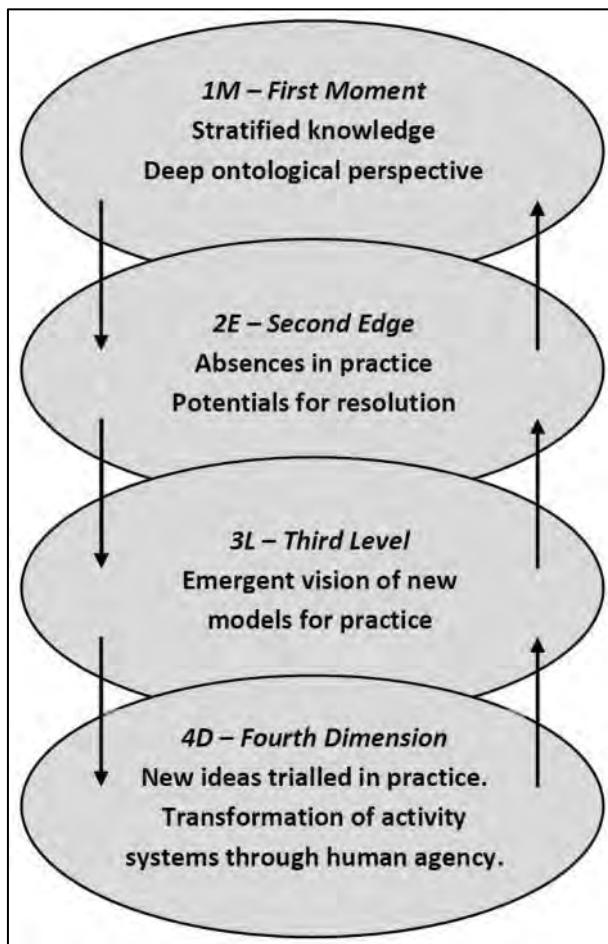 1M – First Moment
Stratified knowledge
Deep ontological perspective
2E – Second Edge
Absences in practice
Potentials for resolution
3L – Third Level
Emergent vision of new
models for practice
4D – Fourth Dimension
New ideas trialled in practice.
Transformation of activity
systems through human agency.